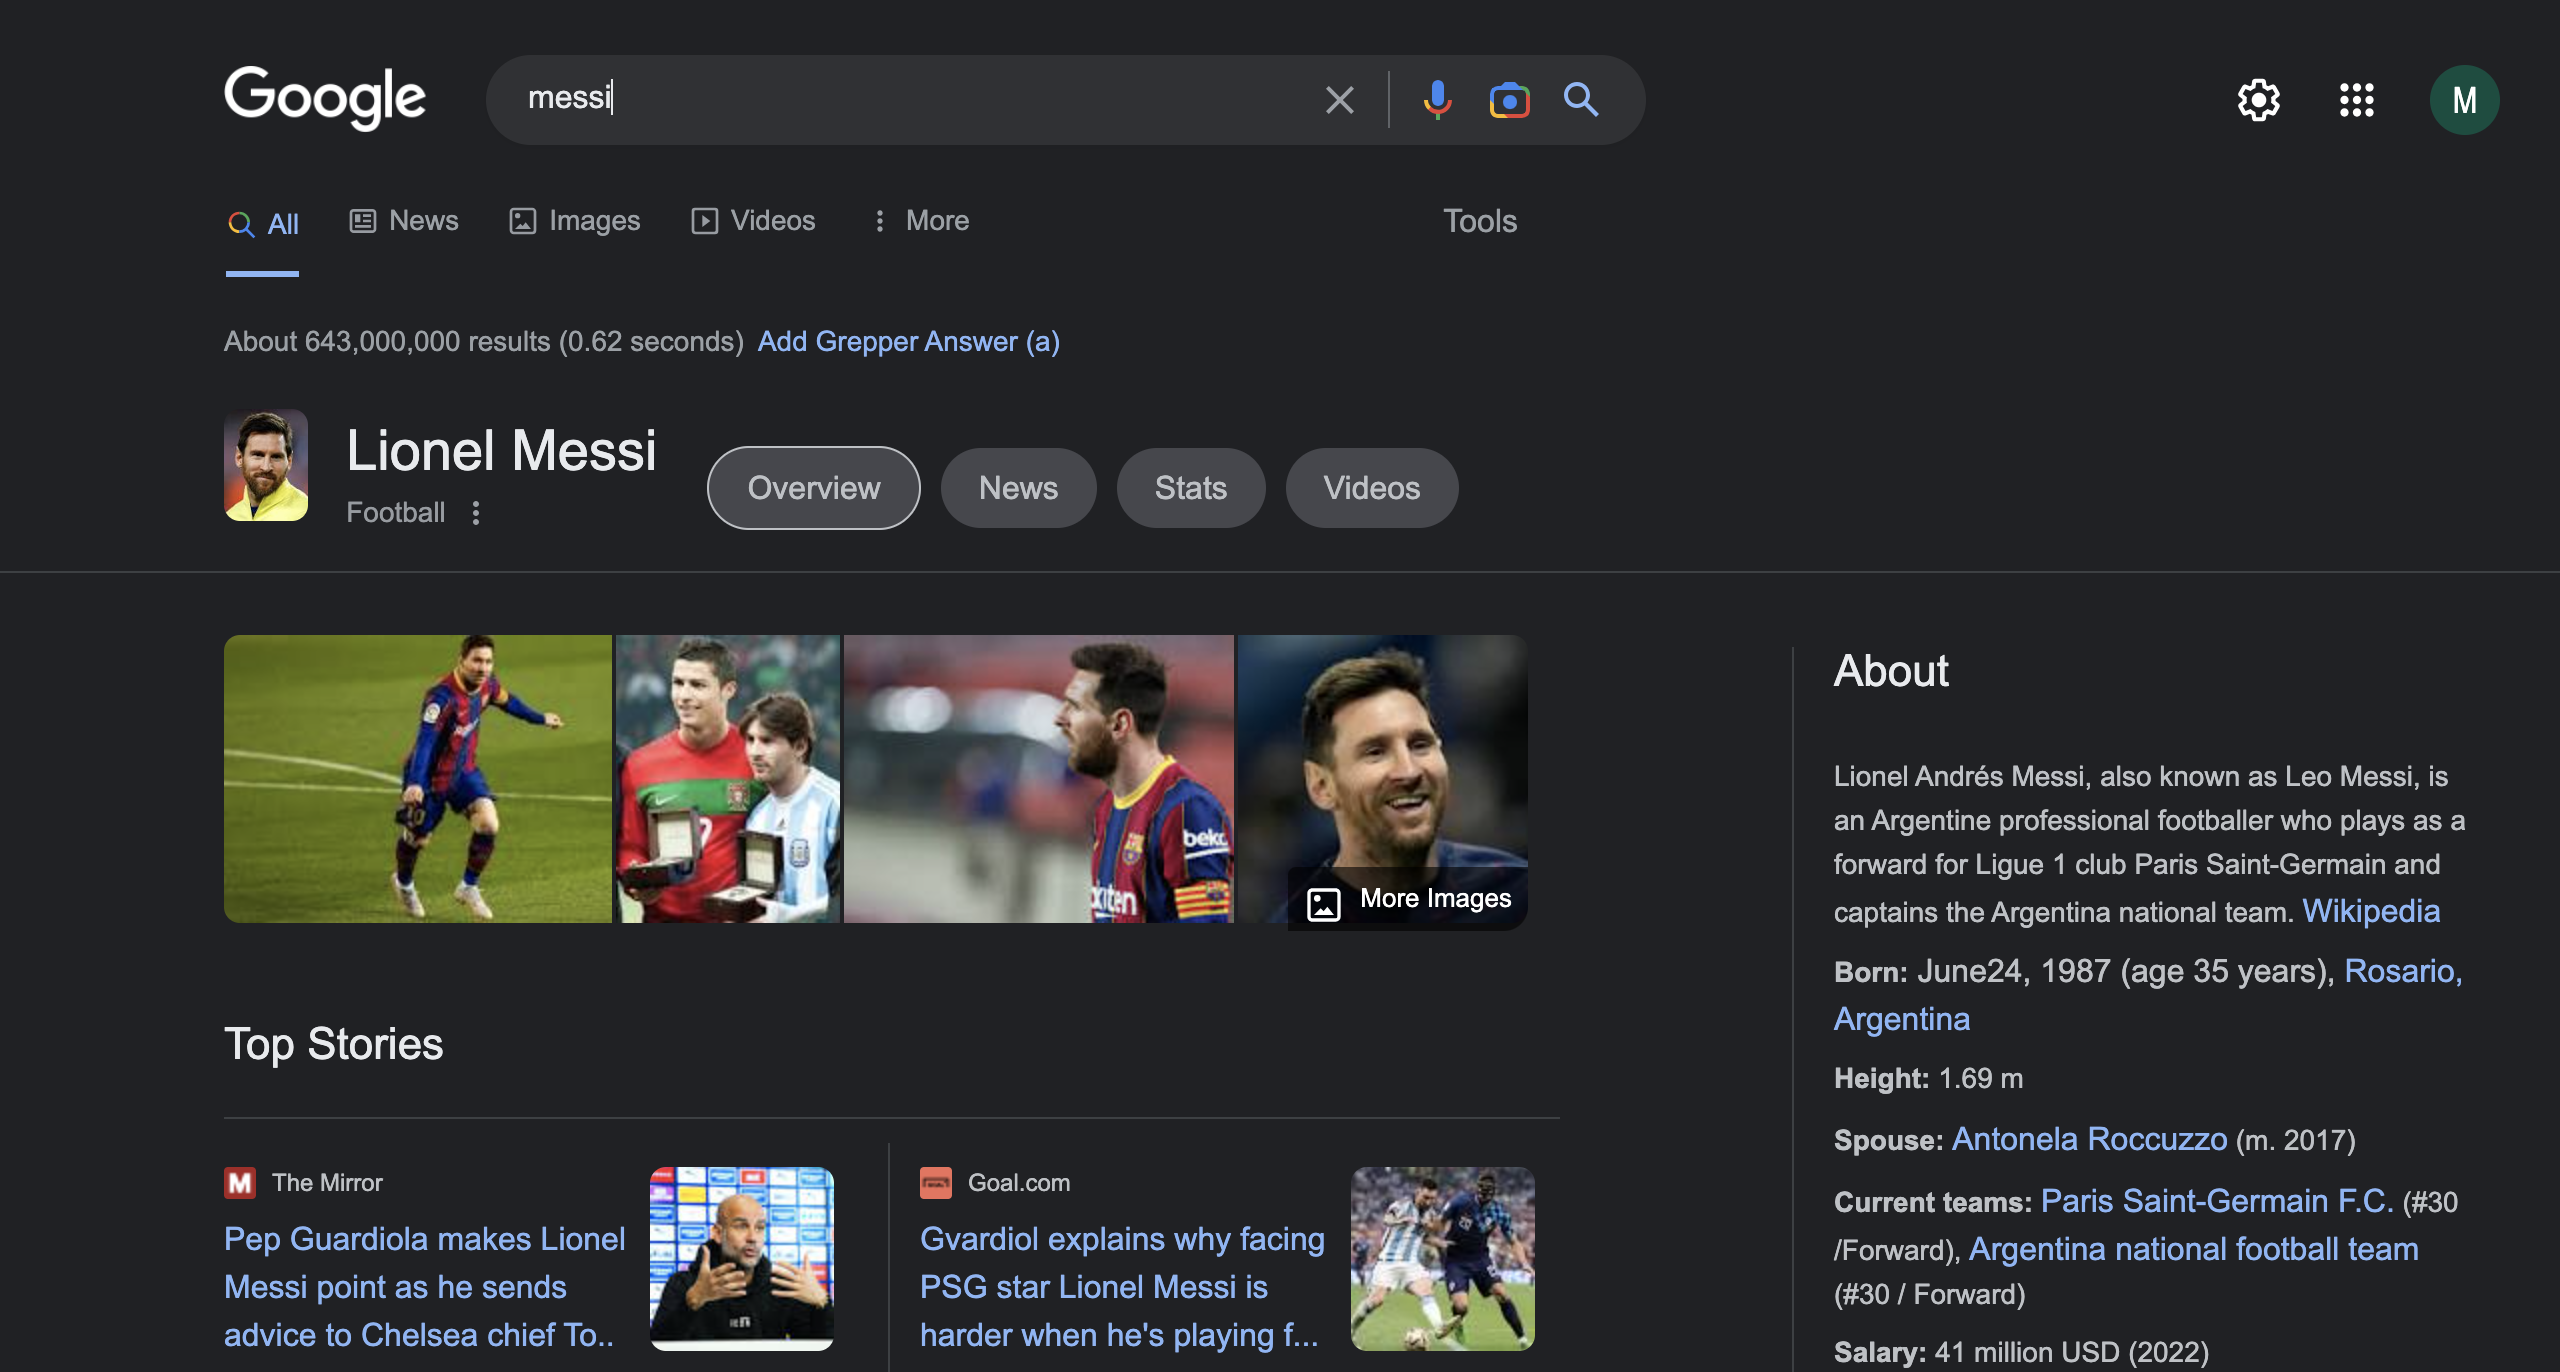 Google
messi
M
All
News
Images
Videos
More
Tools
About 643,000,000 results (0.62 seconds) Add Grepper Answer (a)
Lionel Messi
Football
Overview
News
Stats
Videos
beko
More Images
About
Lionel Andrés Messi, also known as Leo Messi, is
an Argentine professional footballer who plays as a
forward for Ligue 1 club Paris Saint-Germain and
captains the Argentina national team. Wikipedia
Born: June24, 1987 (age 35 years), Rosario,
Argentina
Height: 1.69 m
Spouse: Antonela Roccuzzo (m. 2017)
Current teams: Paris Saint-Germain F.C. (#30
/Forward), Argentina national football team
(#30 / Forward)
Salary: 41 million USD (2022)
Top Stories
M
The Mirror
Pep Guardiola makes Lionel
Messi point as he sends
advice to Chelsea chief To..
Goal.com
Gvardiol explains why facing
PSG star Lionel Messi is
harder when he's playing f...